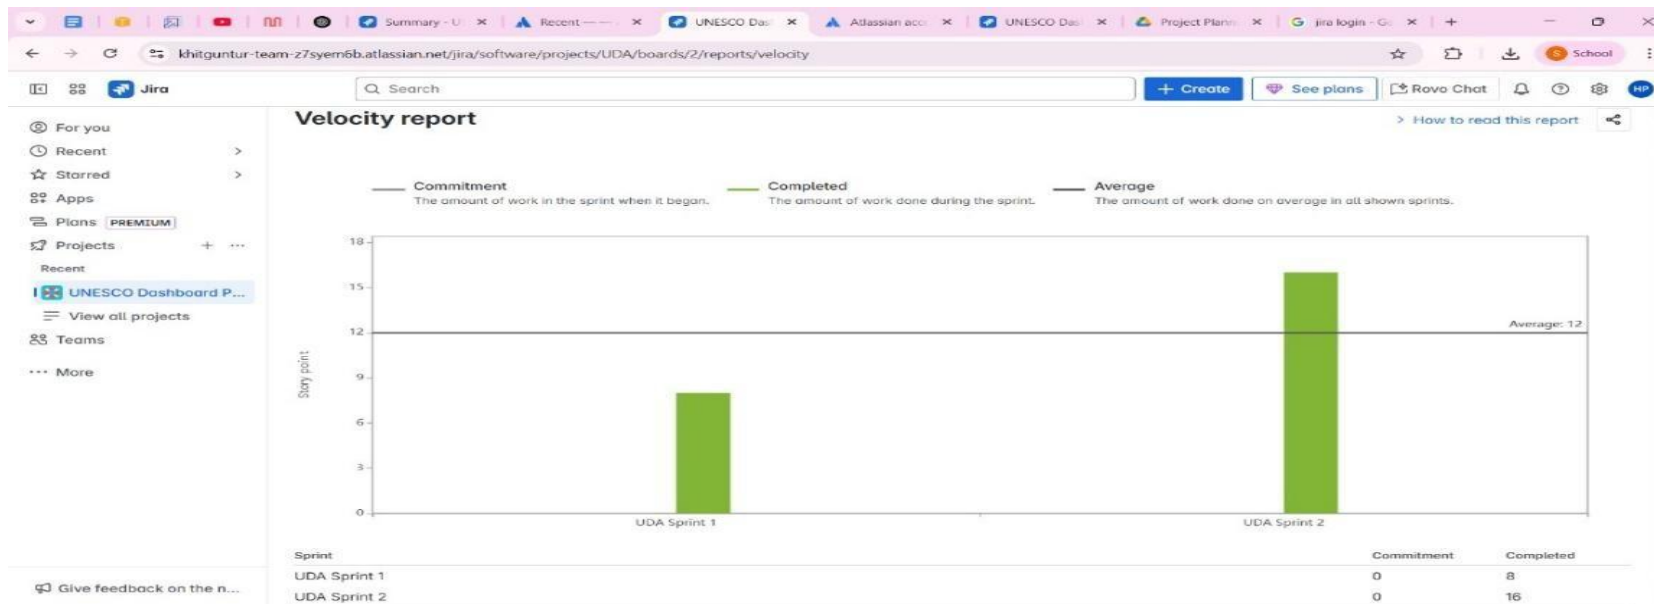 Summary - U
Recent — —
UNESCO Das
Atlassian acc
UNESCO Das
Project Plann
jira login - Go
khitguntur-team-z7syem6b.atlassian.net/jira/software/projects/UDA/boards/2/reports/velocity
S School
Jira
Search
+ Create
See plans
Rovo Chat
HP
For you
Recent
Starred
Apps
Plans PREMIUM
Projects
Recent
UNESCO Dashboard P...
View all projects
Teams
More
Give feedback on the n...
Velocity report
How to read this report
Commitment
The amount of work in the sprint when it began.
Completed
The amount of work done during the sprint.
Average
The amount of work done on average in all shown sprints.
18
15
12
9
6
3
0
Story point
Average: 12
UDA Sprint 1
UDA Sprint 2
Sprint Commitment Completed
UDA Sprint 1 0 8
UDA Sprint 2 0 16